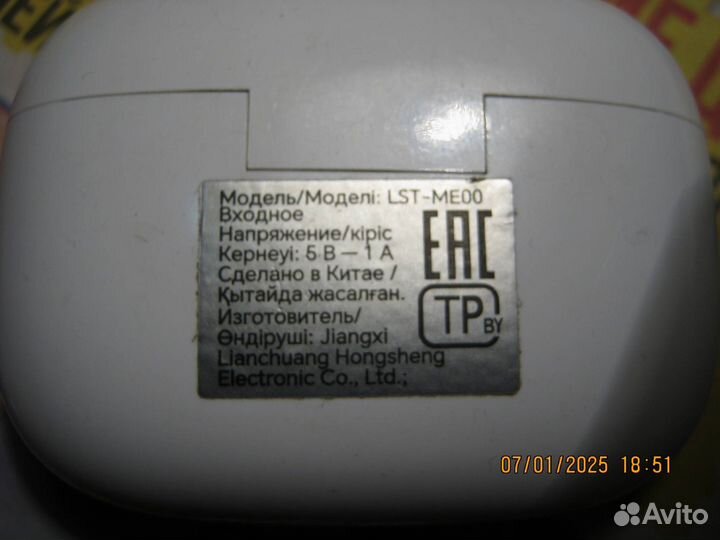 Модель/Моделі: LST-ME00
Входное
Напряжение/кіріс
Кернеуі: 5 В — 1 А
Сделано в Китае /
Қытайда жасалған.
Изготовитель/
Өндіруші: Jiangxi
Lianchuang Hongsheng
Electronic Co., Ltd.;
EAC
TP BY
07/01/2025 18:51
Avito